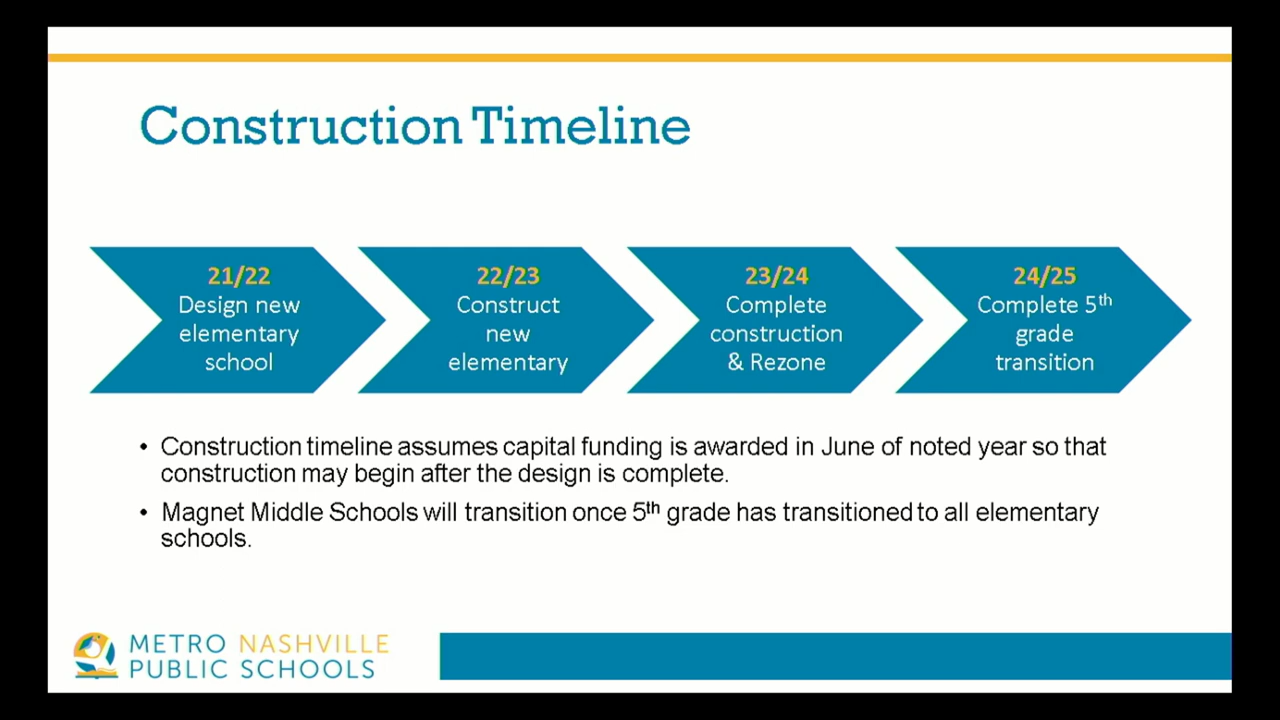 Construction Timeline
21/22
Design new
elementary
school
22/23
Construct
new
elementary
23/24
Complete
construction
& Rezone
24/25
Complete 5th
grade
transition
• Construction timeline assumes capital funding is awarded in June of noted year so that
construction may begin after the design is complete.
• Magnet Middle Schools will transition once 5th grade has transitioned to all elementary
schools.
METRO NASHVILLE
PUBLIC SCHOOLS